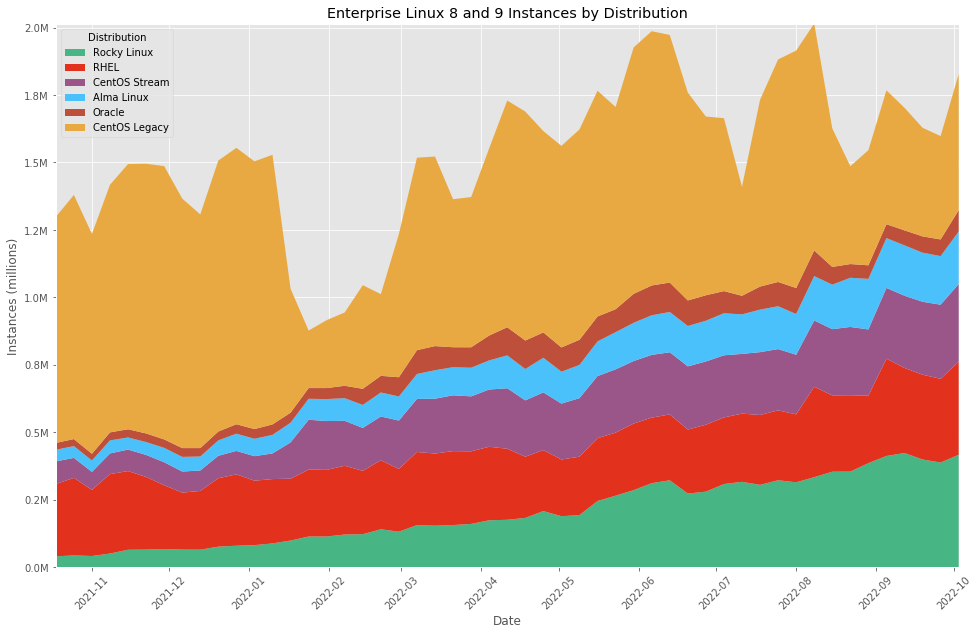 Enterprise Linux 8 and 9 Instances by Distribution
2.0M
1.8M
1.5M
1.2M
1.0M
0.8M
0.5M
0.2M
0.0M
Instances (millions)
Distribution
Rocky Linux
RHEL
CentOS Stream
Alma Linux
Oracle
CentOS Legacy
2021-11
2021-12
2022-01
2022-02
2022-03
2022-04
2022-05
2022-06
2022-07
2022-08
2022-09
2022-10
Date